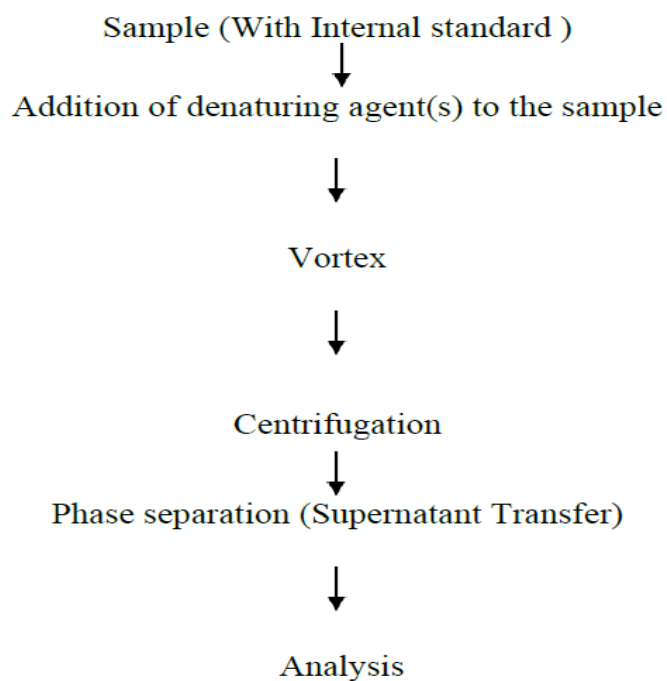 Sample (With Internal standard )
Addition of denaturing agent(s) to the sample
Vortex
Centrifugation
Phase separation (Supernatant Transfer)
Analysis